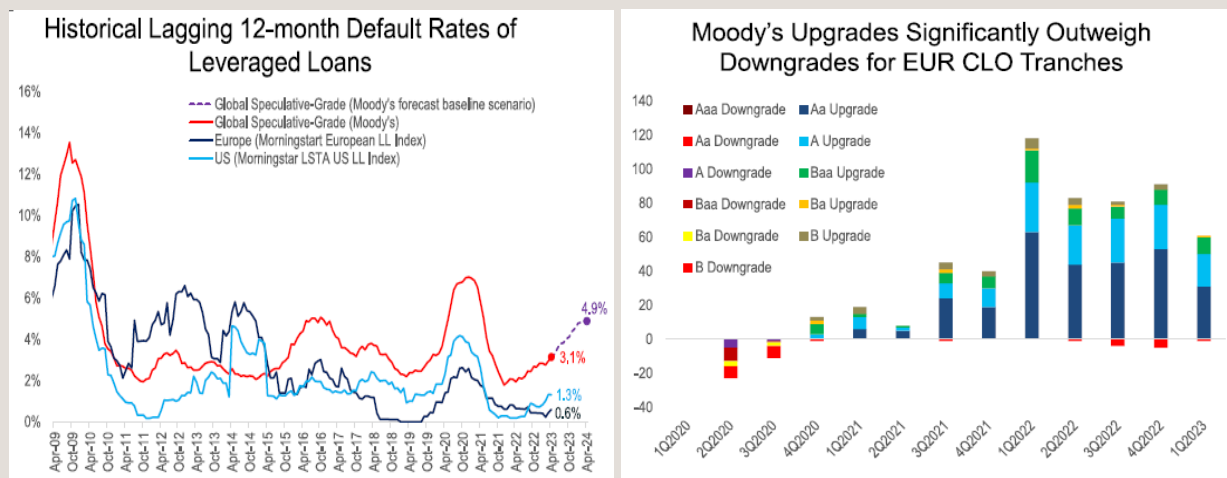 Historical Lagging 12-month Default Rates of
Leveraged Loans
16%
14%
12%
10%
8%
6%
4%
2%
0%
Global Speculative-Grade (Moody's forecast baseline scenario)
Global Speculative-Grade (Moody's)
Europe (Morningstart European LL Index)
US (Morningstar LSTA US LL Index)
4.9%
3.1%
1.3%
0.6%
Apr-09
Oct-09
Apr-10
Oct-10
Apr-11
Oct-11
Apr-12
Oct-12
Apr-13
Oct-13
Apr-14
Oct-14
Apr-15
Oct-15
Apr-16
Oct-16
Apr-17
Oct-17
Apr-18
Oct-18
Apr-19
Oct-19
Apr-20
Oct-20
Apr-21
Oct-21
Apr-22
Oct-22
Apr-23
Oct-23
Apr-24
Moody's Upgrades Significantly Outweigh
Downgrades for EUR CLO Tranches
140
120
100
80
60
40
20
0
-20
-40
Aaa Downgrade
Aa Upgrade
Aa Downgrade
A Upgrade
A Downgrade
Baa Upgrade
Baa Downgrade
Ba Upgrade
Ba Downgrade
B Upgrade
B Downgrade
1Q2020
2Q2020
3Q2020
4Q2020
1Q2021
2Q2021
3Q2021
4Q2021
1Q2022
2Q2022
3Q2022
4Q2022
1Q2023